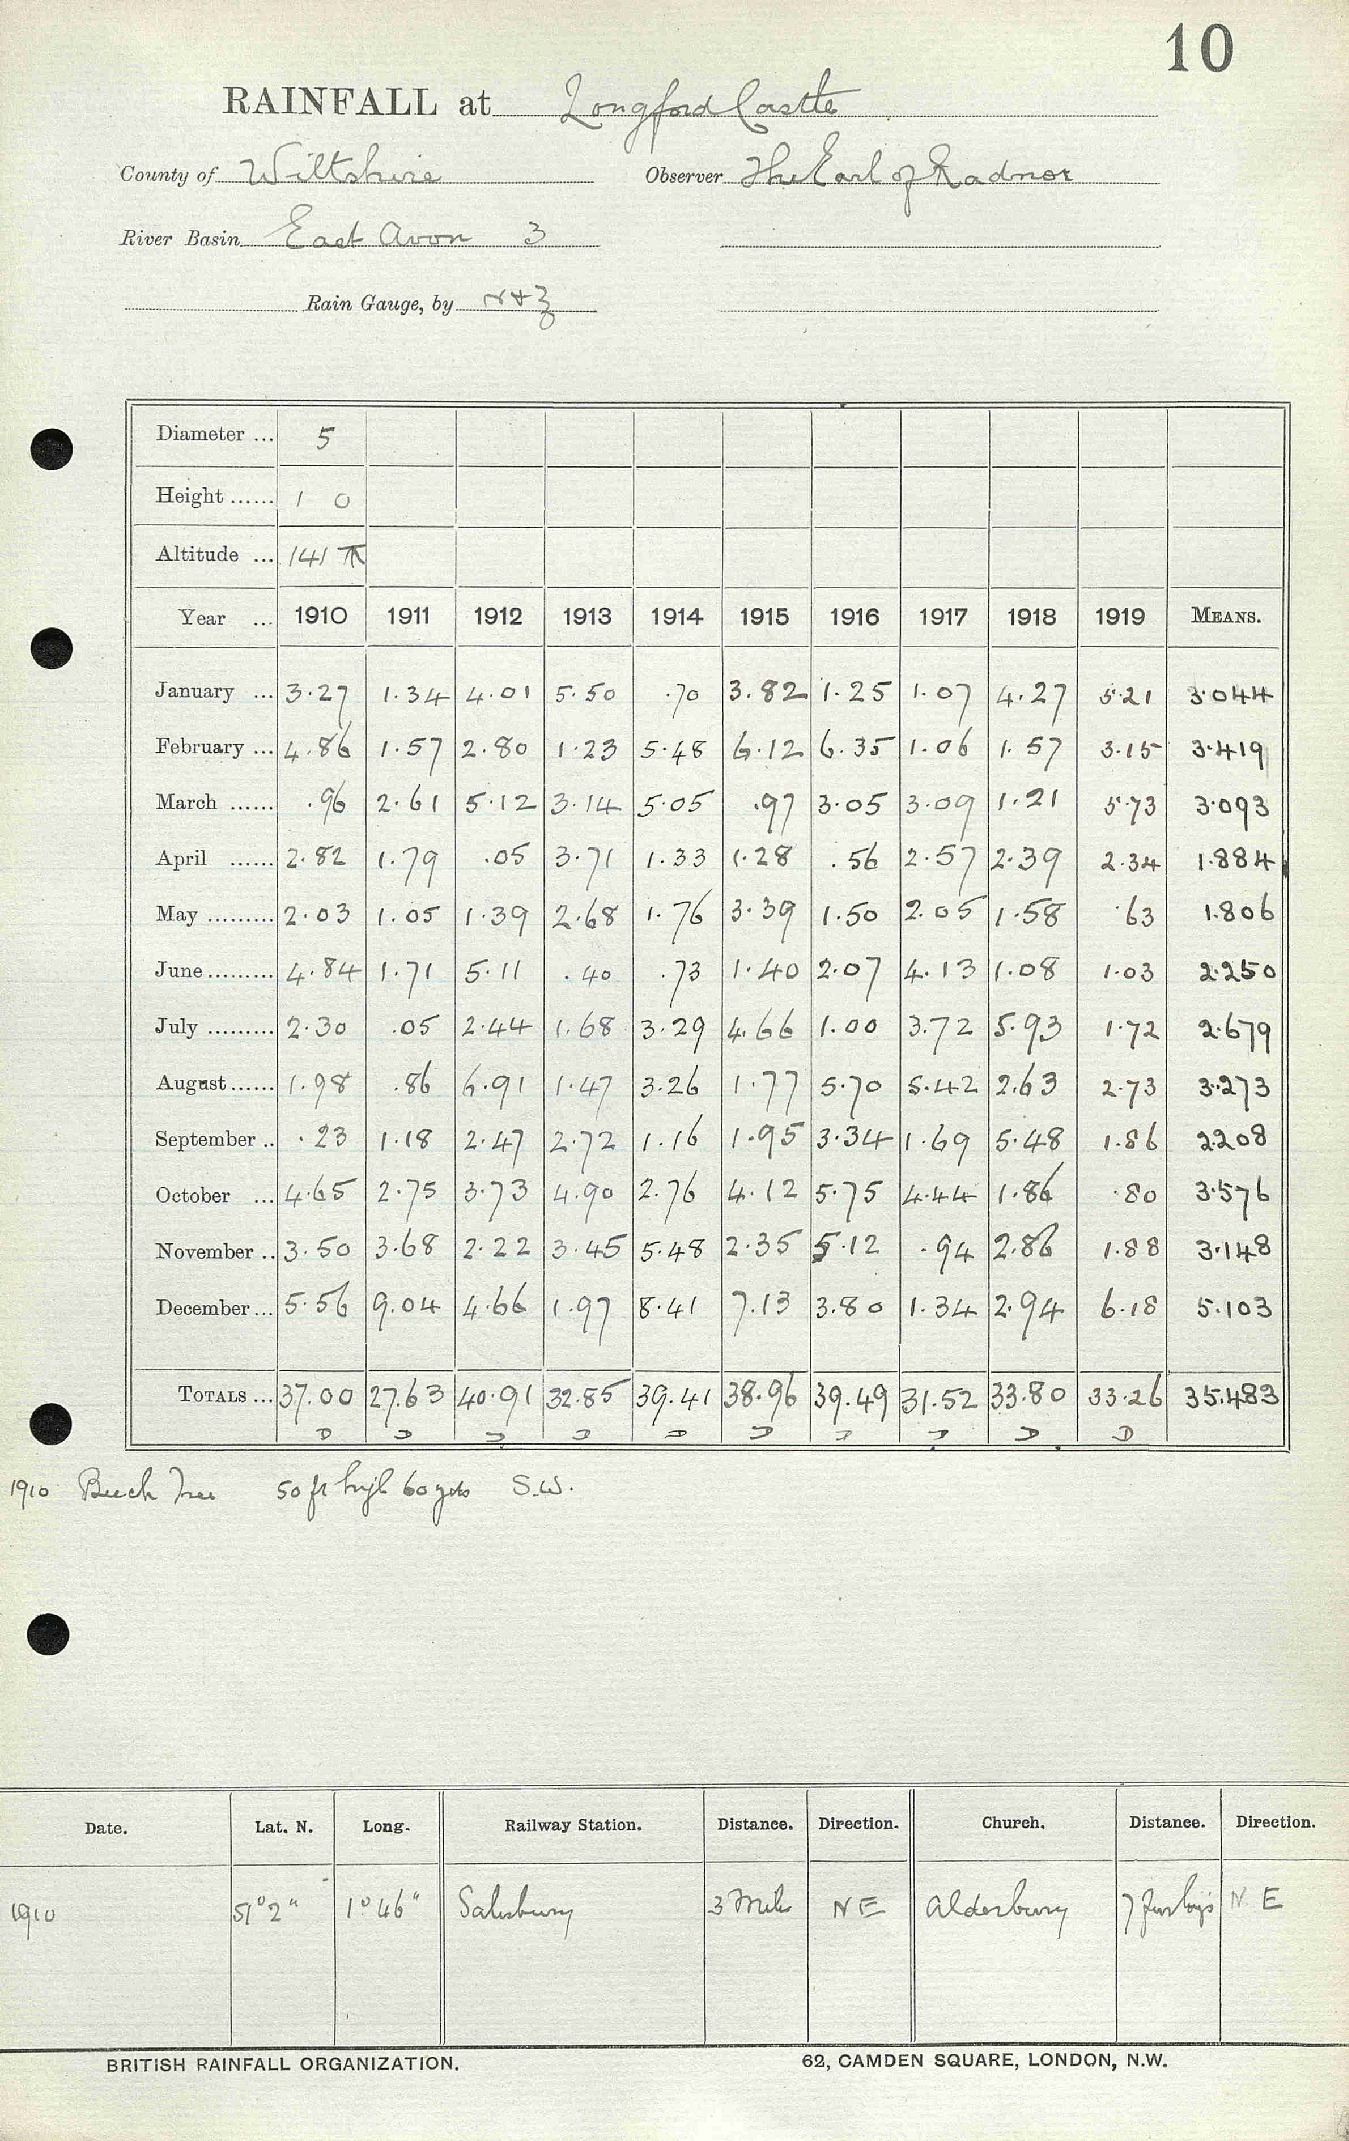 10
RAINFALL at Longford Castle
County of Wiltshire Observer The Earl of Radnor
River Basin East Avon 3
Rain Gauge, by N+Z
Diameter ... 5
Height ...... 1 0
Altitude ... 141
Year ... 1910 1911 1912 1913 1914 1915 1916 1917 1918 1919 MEANS.
January ... 3.27 1.34 4.01 5.50 .70 3.82 1.25 1.07 4.27 5.21 3.044
February ... 4.86 1.57 2.80 1.23 5.48 6.12 6.35 1.06 1.57 3.15 3.419
March ...... .96 2.61 5.12 3.14 5.05 .97 3.05 3.09 1.21 5.73 3.093
April ...... 2.82 1.79 .05 3.71 1.33 1.28 .56 2.57 2.39 2.34 1.884
May ......... 2.03 1.05 1.39 2.68 1.76 3.39 1.50 2.05 1.58 .63 1.806
June ......... 4.84 1.71 5.11 .40 .73 1.40 2.07 4.13 1.08 1.03 2.250
July ......... 2.30 .05 2.44 1.68 3.29 4.66 1.00 3.72 5.93 1.72 2.679
August ...... 1.98 .86 6.91 1.47 3.26 1.77 5.70 5.42 2.63 2.73 3.273
September .. .23 1.18 2.47 2.72 1.16 1.95 3.34 1.69 5.48 1.86 2.208
October ... 4.65 2.75 3.73 4.90 2.76 4.12 5.75 4.44 1.86 .80 3.576
November .. 3.50 3.68 2.22 3.45 5.48 2.35 5.12 .94 2.86 1.88 3.148
December ... 5.56 9.04 4.66 1.97 8.41 7.13 3.80 1.34 2.94 6.18 5.103
TOTALS ... 37.00 27.63 40.91 32.85 39.41 38.96 39.49 31.52 33.80 33.26 35.483
D D D D D D D D D D
1910 Beech Tree 50 ft high 60 yds S.W.
Date. Lat. N. Long. Railway Station. Distance. Direction. Church. Distance. Direction.
1910 51° 2" 1° 46" Salisbury 3 Miles NE Alderbury 7 furlongs N E
BRITISH RAINFALL ORGANIZATION. 62, CAMDEN SQUARE, LONDON, N.W.